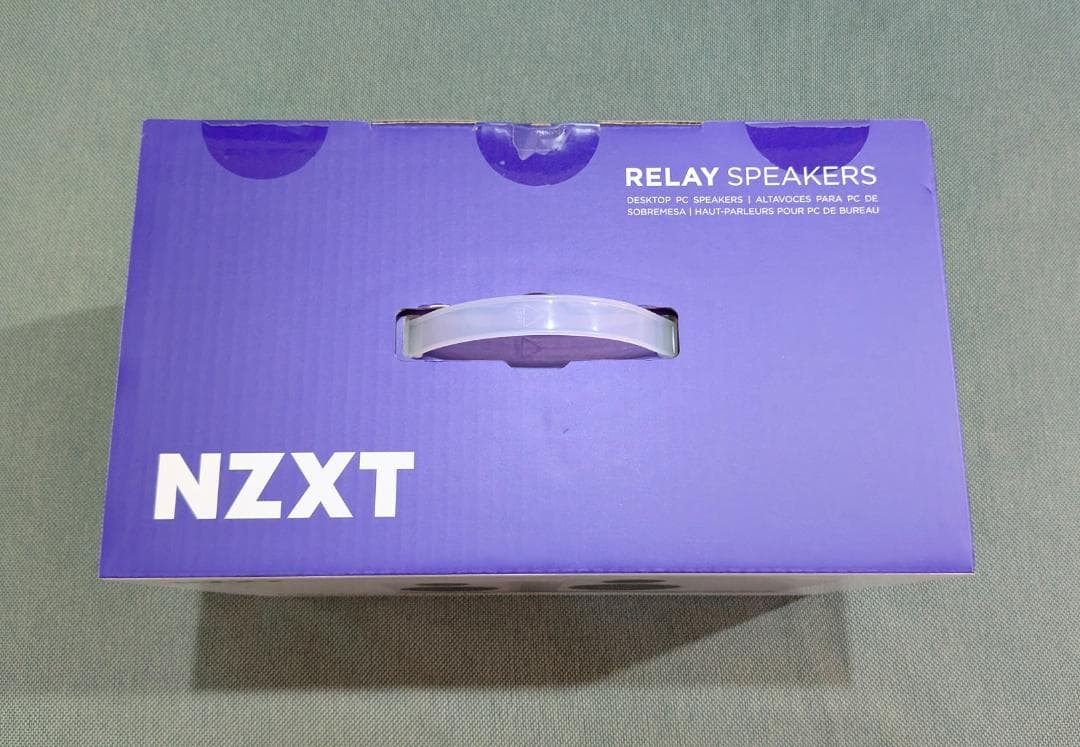 RELAY SPEAKERS
DESKTOP PC SPEAKERS | ALTAVOCES PARA PC DE
SOBREMESA | HAUT-PARLEURS POUR PC DE BUREAU
NZXT